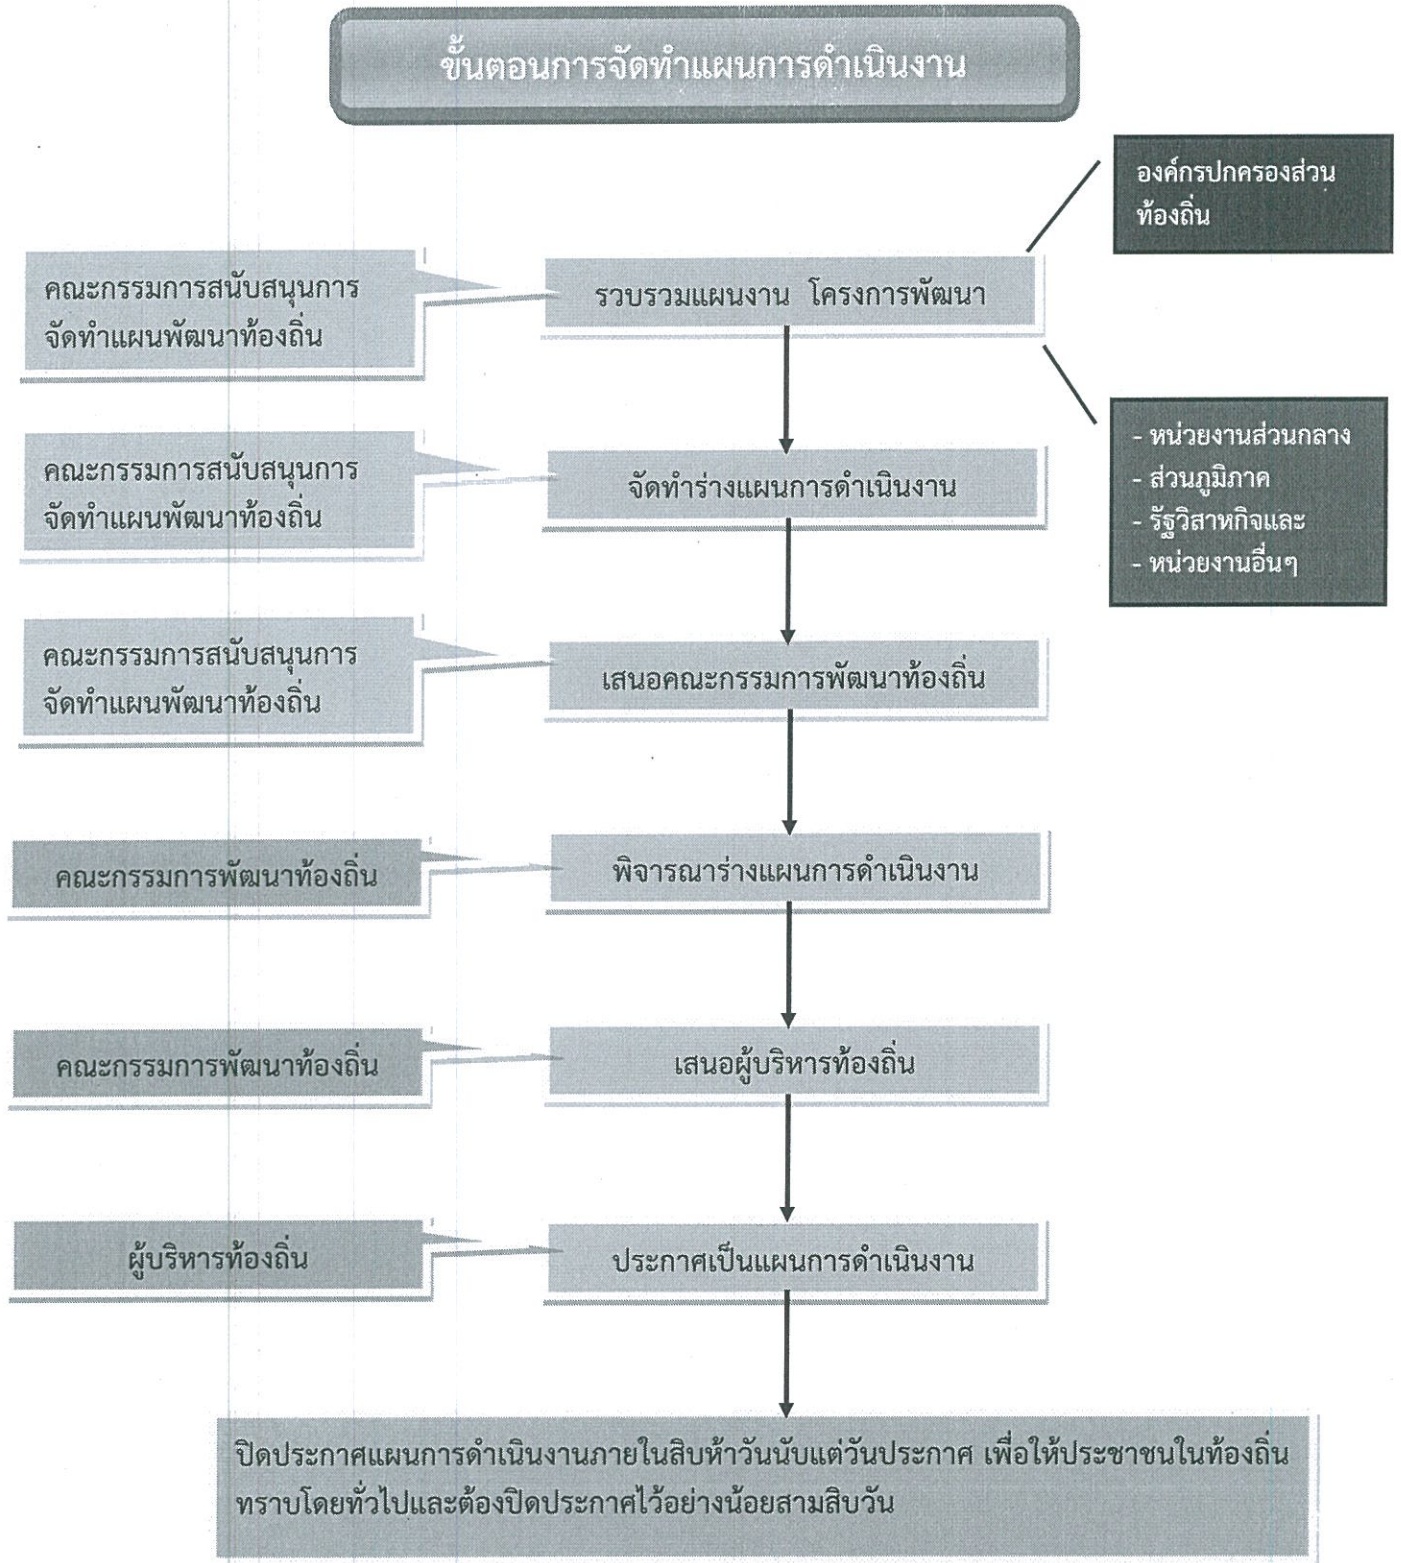 ขั้นตอนการจัดทำแผนการดำเนินงาน
องค์กรปกครองส่วน
ท้องถิ่น
คณะกรรมการสนับสนุนการ
จัดทำแผนพัฒนาท้องถิ่น
รวบรวมแผนงาน โครงการพัฒนา
- หน่วยงานส่วนกลาง
- ส่วนภูมิภาค
- รัฐวิสาหกิจและ
- หน่วยงานอื่นๆ
คณะกรรมการสนับสนุนการ
จัดทำแผนพัฒนาท้องถิ่น
จัดทำร่างแผนการดำเนินงาน
คณะกรรมการสนับสนุนการ
จัดทำแผนพัฒนาท้องถิ่น
เสนอคณะกรรมการพัฒนาท้องถิ่น
คณะกรรมการพัฒนาท้องถิ่น
พิจารณาร่างแผนการดำเนินงาน
คณะกรรมการพัฒนาท้องถิ่น
เสนอผู้บริหารท้องถิ่น
ผู้บริหารท้องถิ่น
ประกาศเป็นแผนการดำเนินงาน
ปิดประกาศแผนการดำเนินงานภายในสิบห้าวันนับแต่วันประกาศ เพื่อให้ประชาชนในท้องถิ่น
ทราบโดยทั่วไปและต้องปิดประกาศไว้อย่างน้อยสามสิบวัน